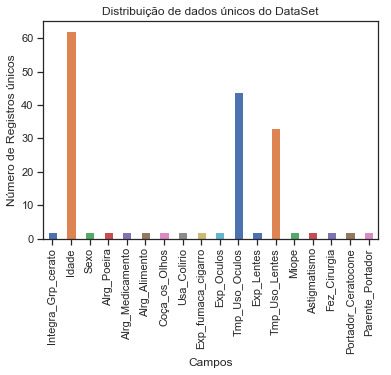 Distribuição de dados únicos do DataSet
Número de Registros únicos
60
50
40
30
20
10
0
Integra_Grp_cerato
Idade
Sexo
Alrg_Poeira
Alrg_Medicamento
Alrg_Alimento
Coça_os_Olhos
Usa_Colirio
Exp_fumaca_cigarro
Exp_Oculos
Tmp_Uso_Oculos
Exp_Lentes
Tmp_Uso_Lentes
Miope
Astigmatismo
Fez_Cirurgia
Portador_Ceratocone
Parente_Portador
Campos